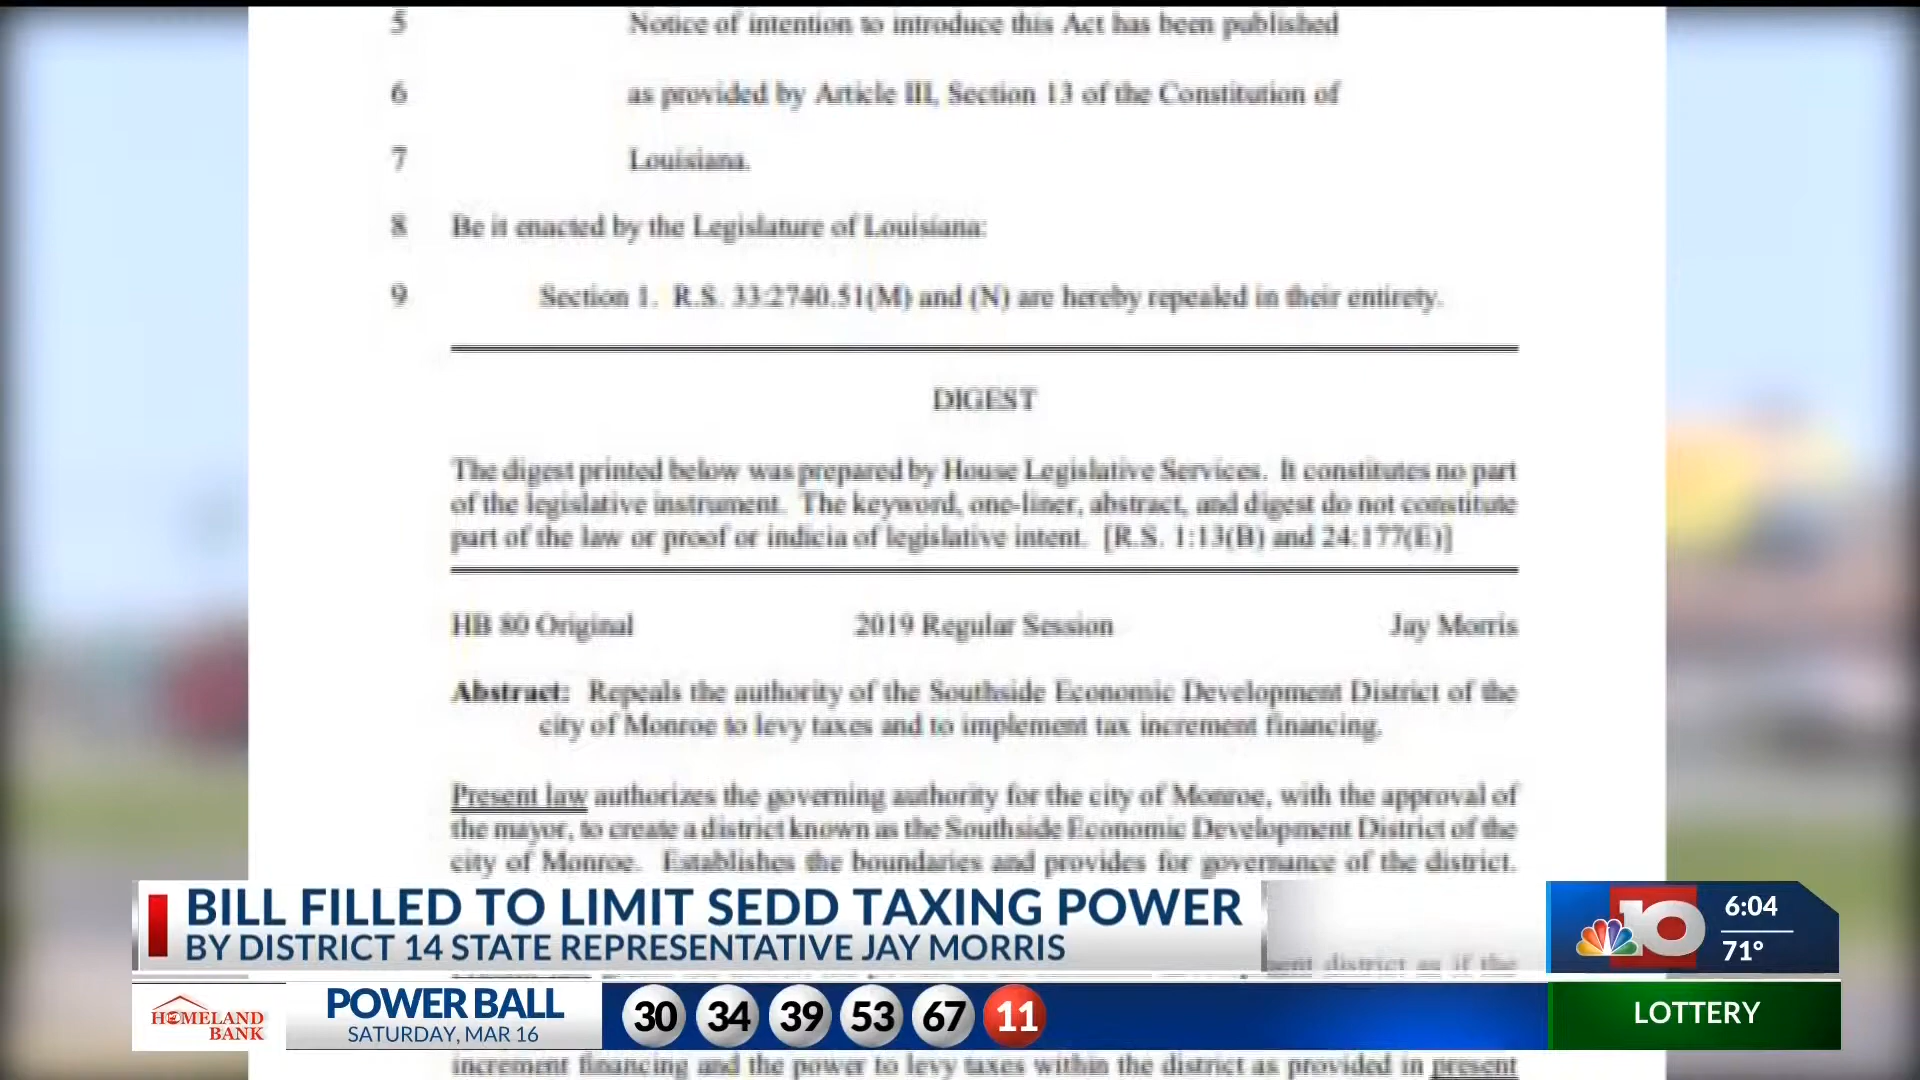 5 Notice of intention to introduce this Act has been published
6 as provided by Article III, Section 13 of the Constitution of
7 Louisiana.
8 Be it enacted by the Legislature of Louisiana:
9 Section 1. R.S. 33:2740.51(M) and (N) are hereby repealed in their entirety.
DIGEST
The digest printed below was prepared by House Legislative Services. It constitutes no part
of the legislative instrument. The keyword, one-liner, abstract, and digest do not constitute
part of the law or proof or indicia of legislative intent. [R.S. 1:13(B) and 24:177(E)]
HB 80 Original 2019 Regular Session Jay Morris
Abstract: Repeals the authority of the Southside Economic Development District of the
city of Monroe to levy taxes and to implement tax increment financing.
Present law authorizes the governing authority for the city of Monroe, with the approval of
the mayor, to create a district known as the Southside Economic Development District of the
city of Monroe. Establishes the boundaries and provides for governance of the district.
BILL FILLED TO LIMIT SEDD TAXING POWER
BY DISTRICT 14 STATE REPRESENTATIVE JAY MORRIS
district as if the
10
6:04
71°
HOMELAND
BANK
POWER BALL
SATURDAY, MAR 16
30 34 39 53 67 11
LOTTERY
increment financing and the power to levy taxes within the district as provided in present